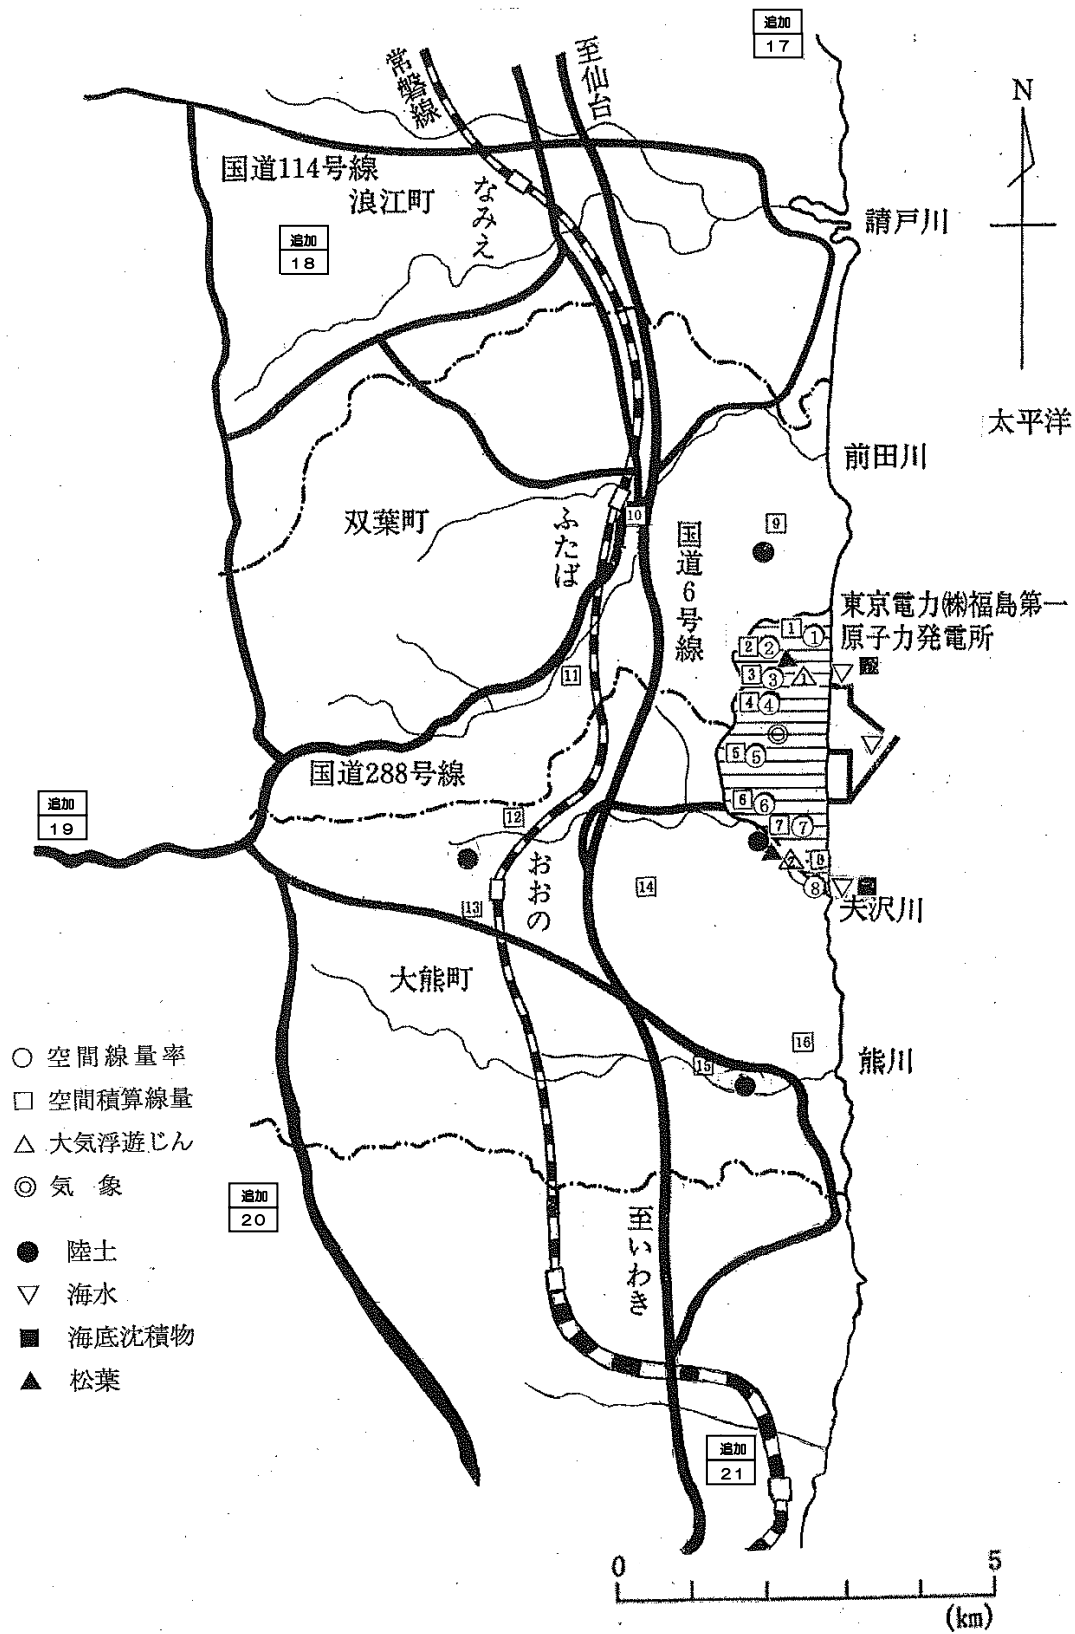 追加
17
常磐線
至仙台
N
国道114号線
浪江町
なみえ
請戸川
追加
18
太平洋
前田川
双葉町
ふたば
10
9
国道6号線
東京電力㈱福島第一
原子力発電所
1
①
2
②
3
③
1
4
④
5
⑤
6
⑥
7
⑦
2
8
⑧
11
国道288号線
追加
19
12
おおの
13
14
夫沢川
大熊町
16
15
熊川
○ 空間線量率
□ 空間積算線量
△ 大気浮遊じん
◎ 気象
● 陸土
▽ 海水
■ 海底沈積物
▲ 松葉
追加
20
至いわき
追加
21
0 5
(km)